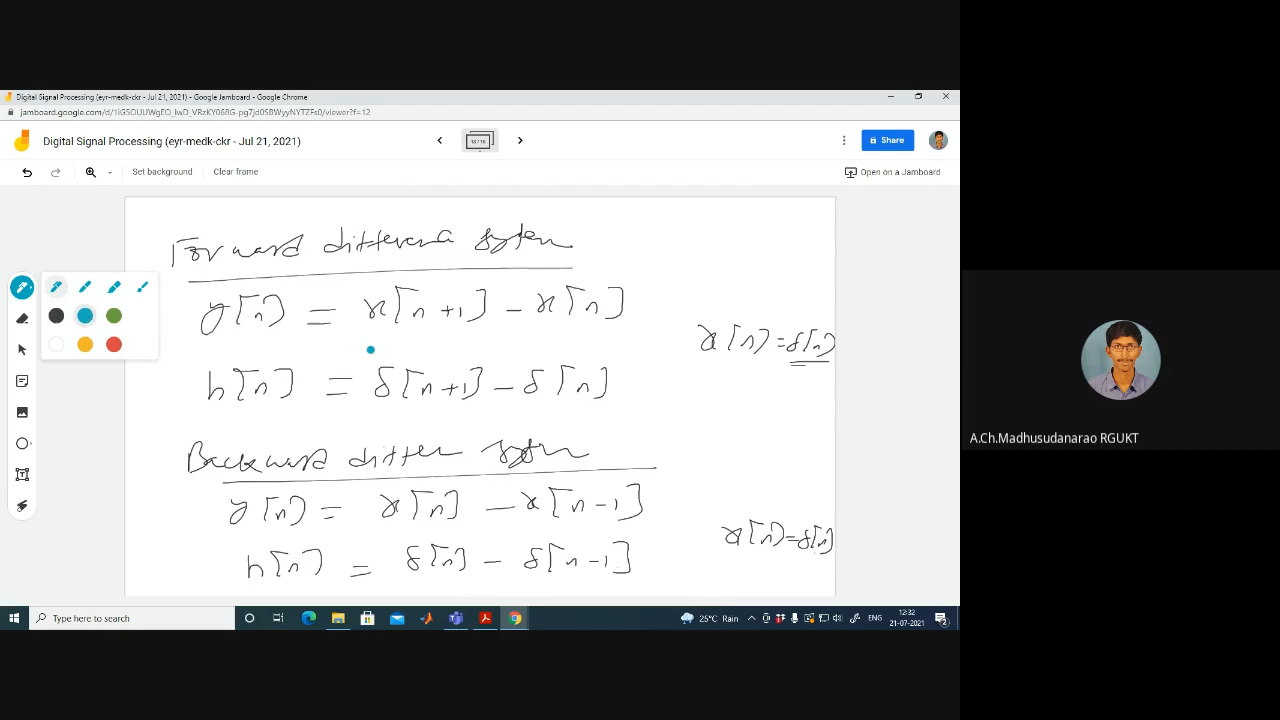 Digital Signal Processing (eyr-medk-ckr - Jul 21, 2021) - Google Jamboard - Google Chrome
Digital Signal Processing (eyr-medk-ckr - Jul 21, 2021)
Share
Set background
Clear frame
Open on a Jamboard
Forward difference system
y[n] = x[n+1] - x[n]
x[n] = δ[n]
h[n] = δ[n+1] - δ[n]
Backward differ system
y[n] = x[n] - x[n-1]
x[n] = δ[n]
h[n] = δ[n] - δ[n-1]
A.Ch.Madhusudanarao RGUKT
Type here to search
25°C Rain
ENG
12:32
21-07-2021